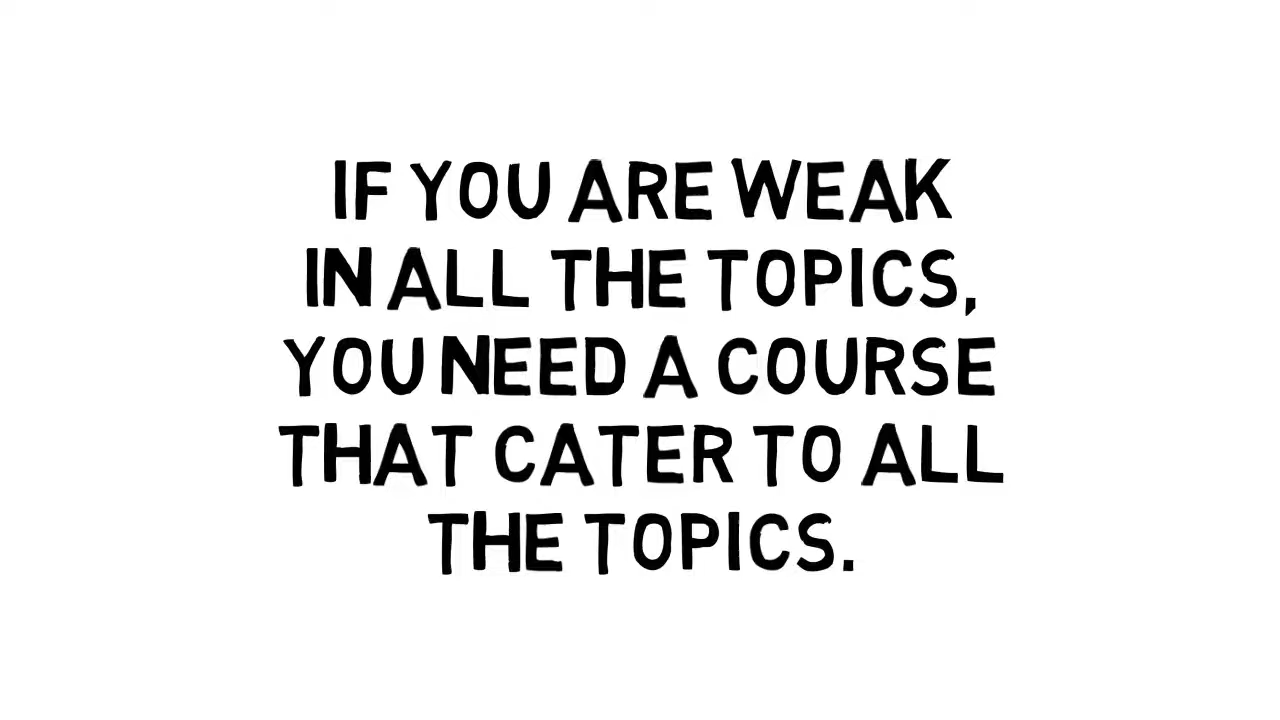 IF YOU ARE WEAK
IN ALL THE TOPICS,
YOU NEED A COURSE
THAT CATER TO ALL
THE TOPICS.